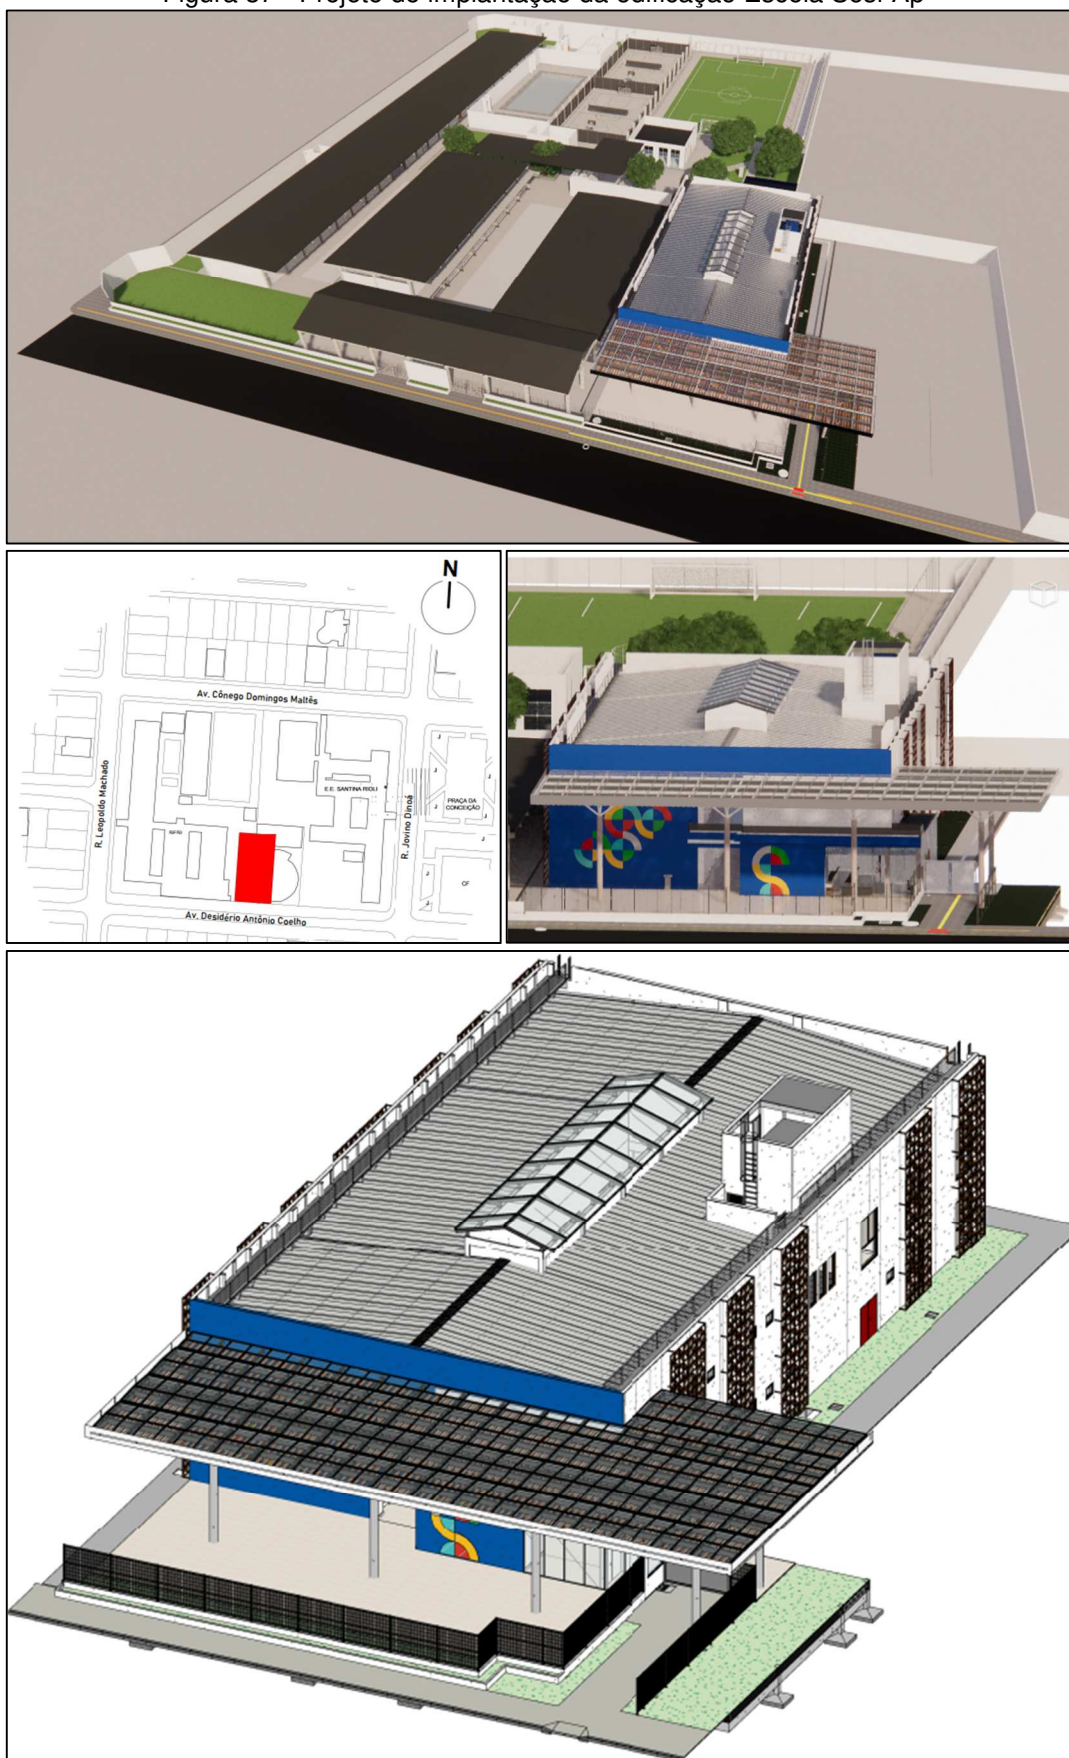 Figura 37 - Projeto de implantação da edificação Escola Sesi-Ap
N
Av. Cônego Domingos Maltês
R. Leopoldo Machado
E.E. SANTINA RIOLI
R. Jovino Dinoá
PRAÇA DA
CONCEIÇÃO
CF
Av. Desidério Antônio Coelho